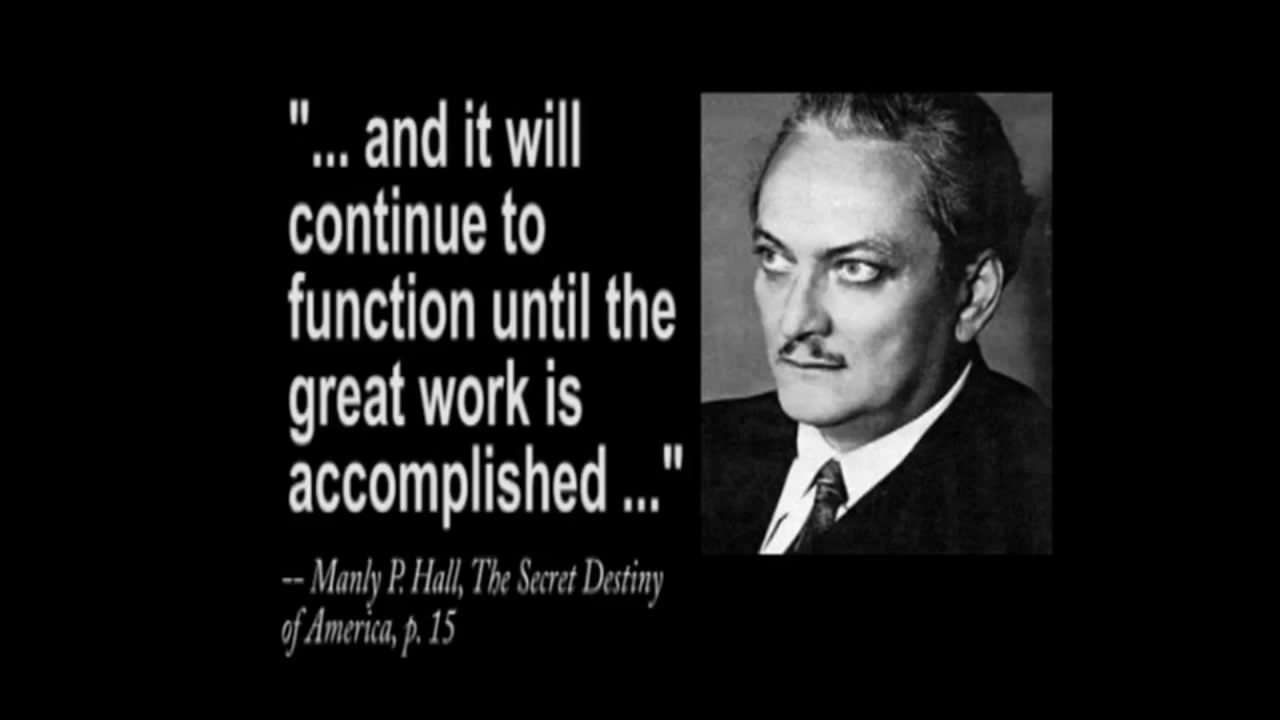 "... and it will
continue to
function until the
great work is
accomplished ..."
-- Manly P. Hall, The Secret Destiny
of America, p. 15